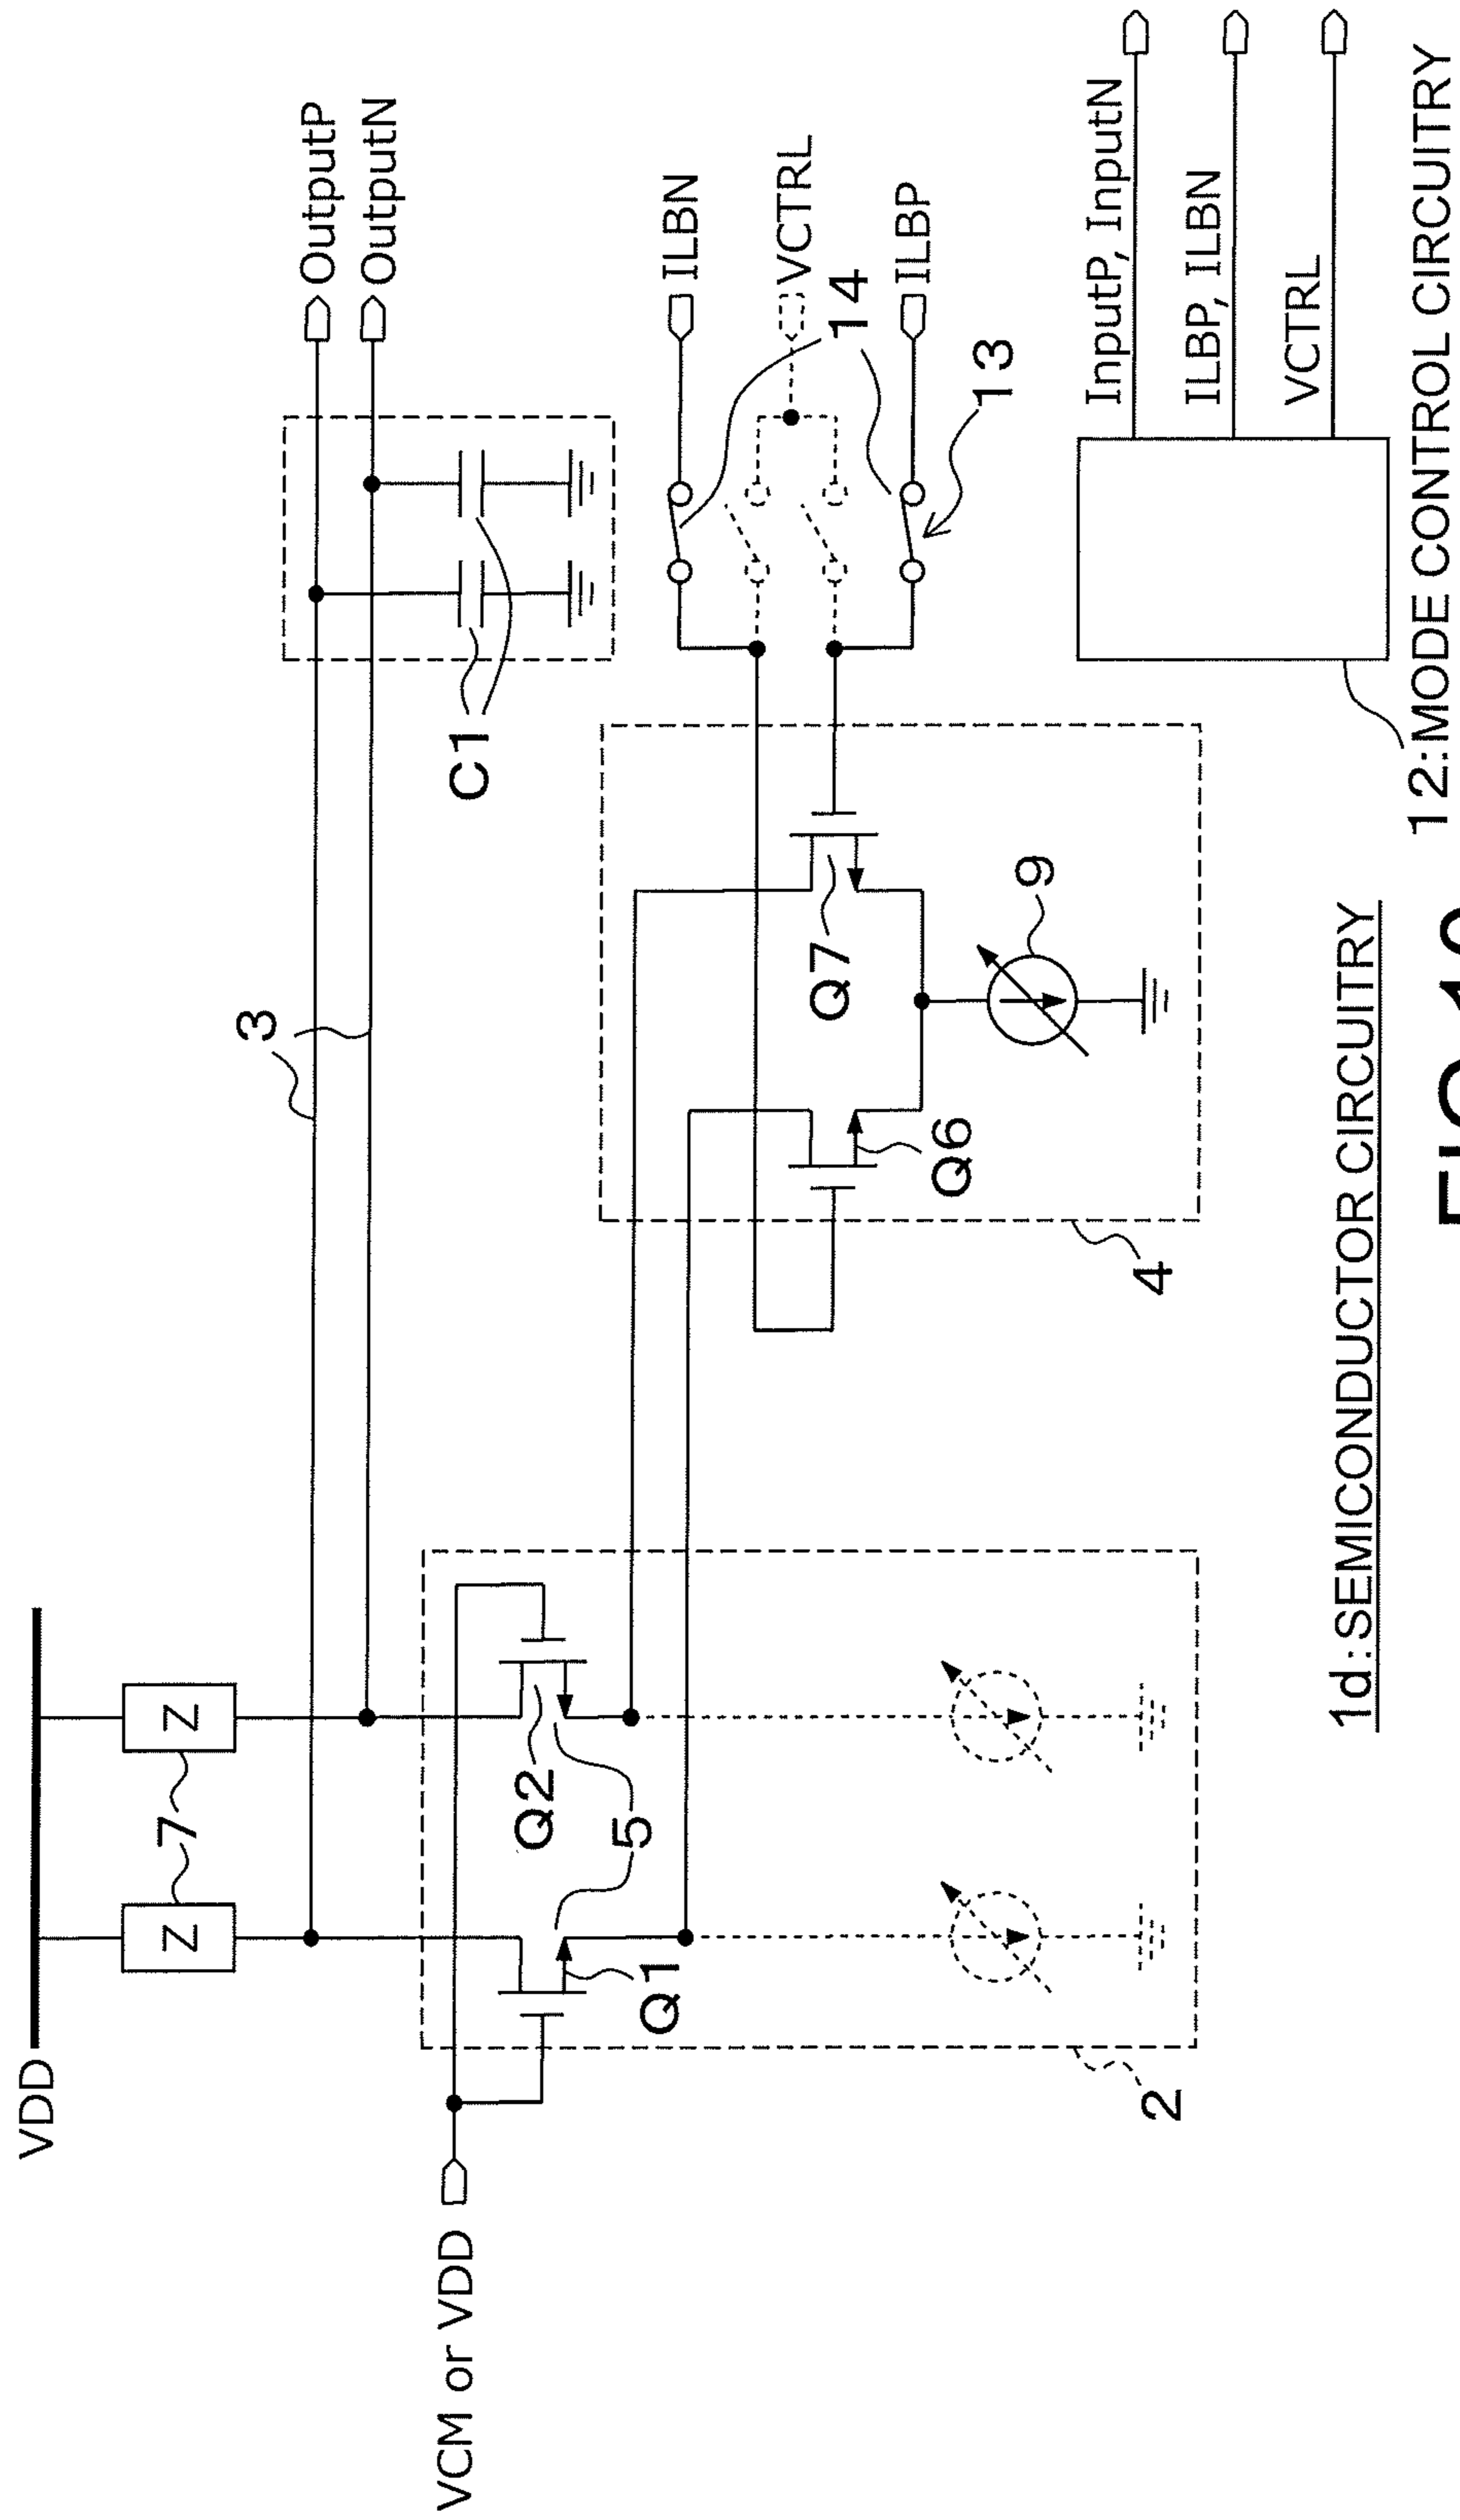 VDD
7
Z
Z
3
OutputP
OutputN
VCM or VDD
C1
Q2
5
Q1
ILBN
VCTRL
14
ILBP
13
Q7
Q6
9
4
2
InputP, InputN
ILBP, ILBN
VCTRL
12:MODE CONTROL CIRCUITRY
1d:SEMICONDUCTOR CIRCUITRY